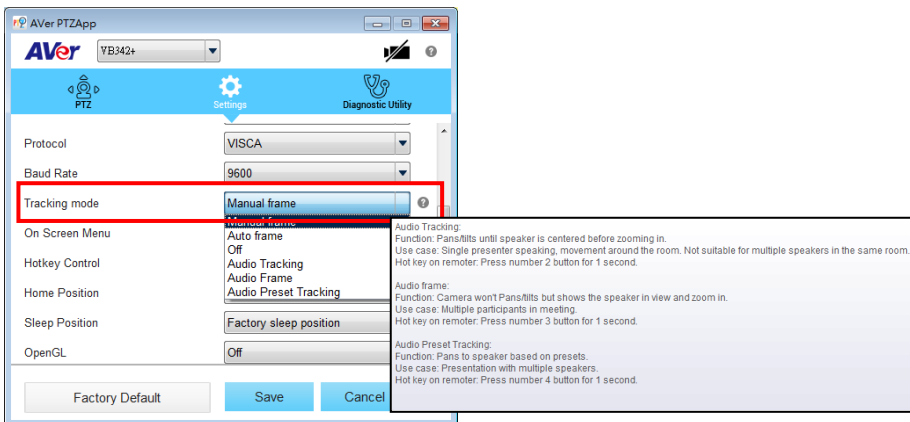 AVer PTZApp
AVer VB342+
PTZ
Settings
Diagnostic Utility
Protocol VISCA
Baud Rate 9600
Tracking mode Manual frame
Manual frame
On Screen Menu
Auto frame
Off
Hotkey Control
Audio Tracking
Audio Frame
Home Position
Audio Preset Tracking
Sleep Position Factory sleep position
OpenGL Off
Factory Default Save Cancel
Audio Tracking:
Function: Pans/tilts until speaker is centered before zooming in.
Use case: Single presenter speaking, movement around the room. Not suitable for multiple speakers in the same room.
Hot key on remoter: Press number 2 button for 1 second.
Audio frame:
Function: Camera won't Pans/tilts but shows the speaker in view and zoom in.
Use case: Multiple participants in meeting.
Hot key on remoter: Press number 3 button for 1 second.
Audio Preset Tracking:
Function: Pans to speaker based on presets.
Use case: Presentation with multiple speakers.
Hot key on remoter: Press number 4 button for 1 second.